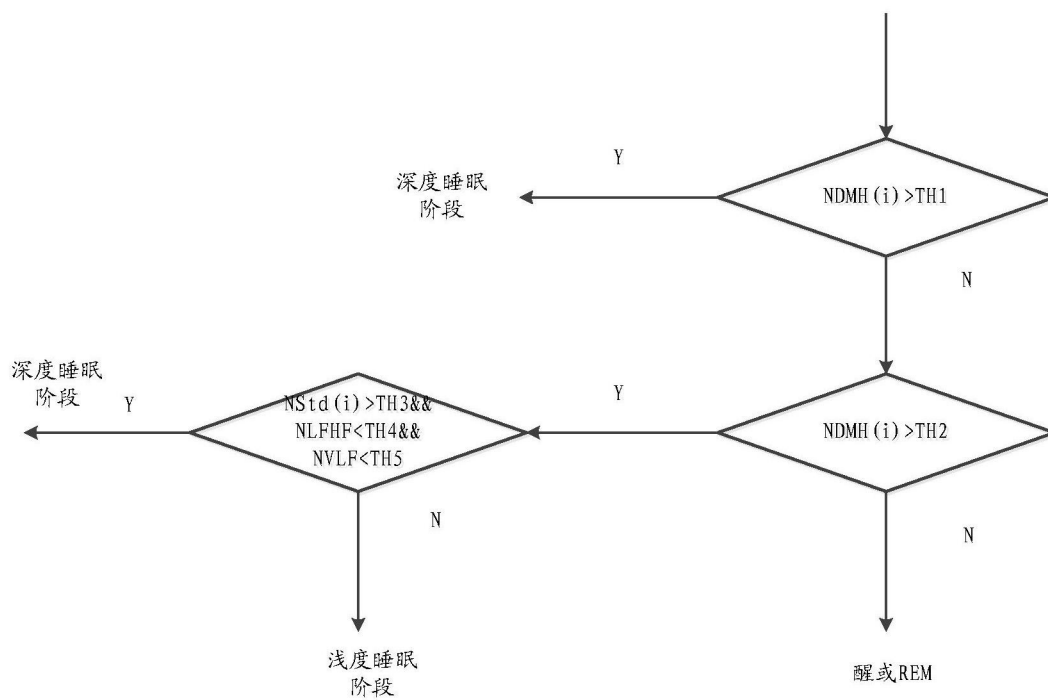 Y
深度睡眠
阶段
NDMH(i)>TH1
N
深度睡眠
阶段
Y
NStd(i)>TH3&&
NLFHF<TH4&&
NVLF<TH5
Y
NDMH(i)>TH2
N
N
浅度睡眠
阶段
醒或REM